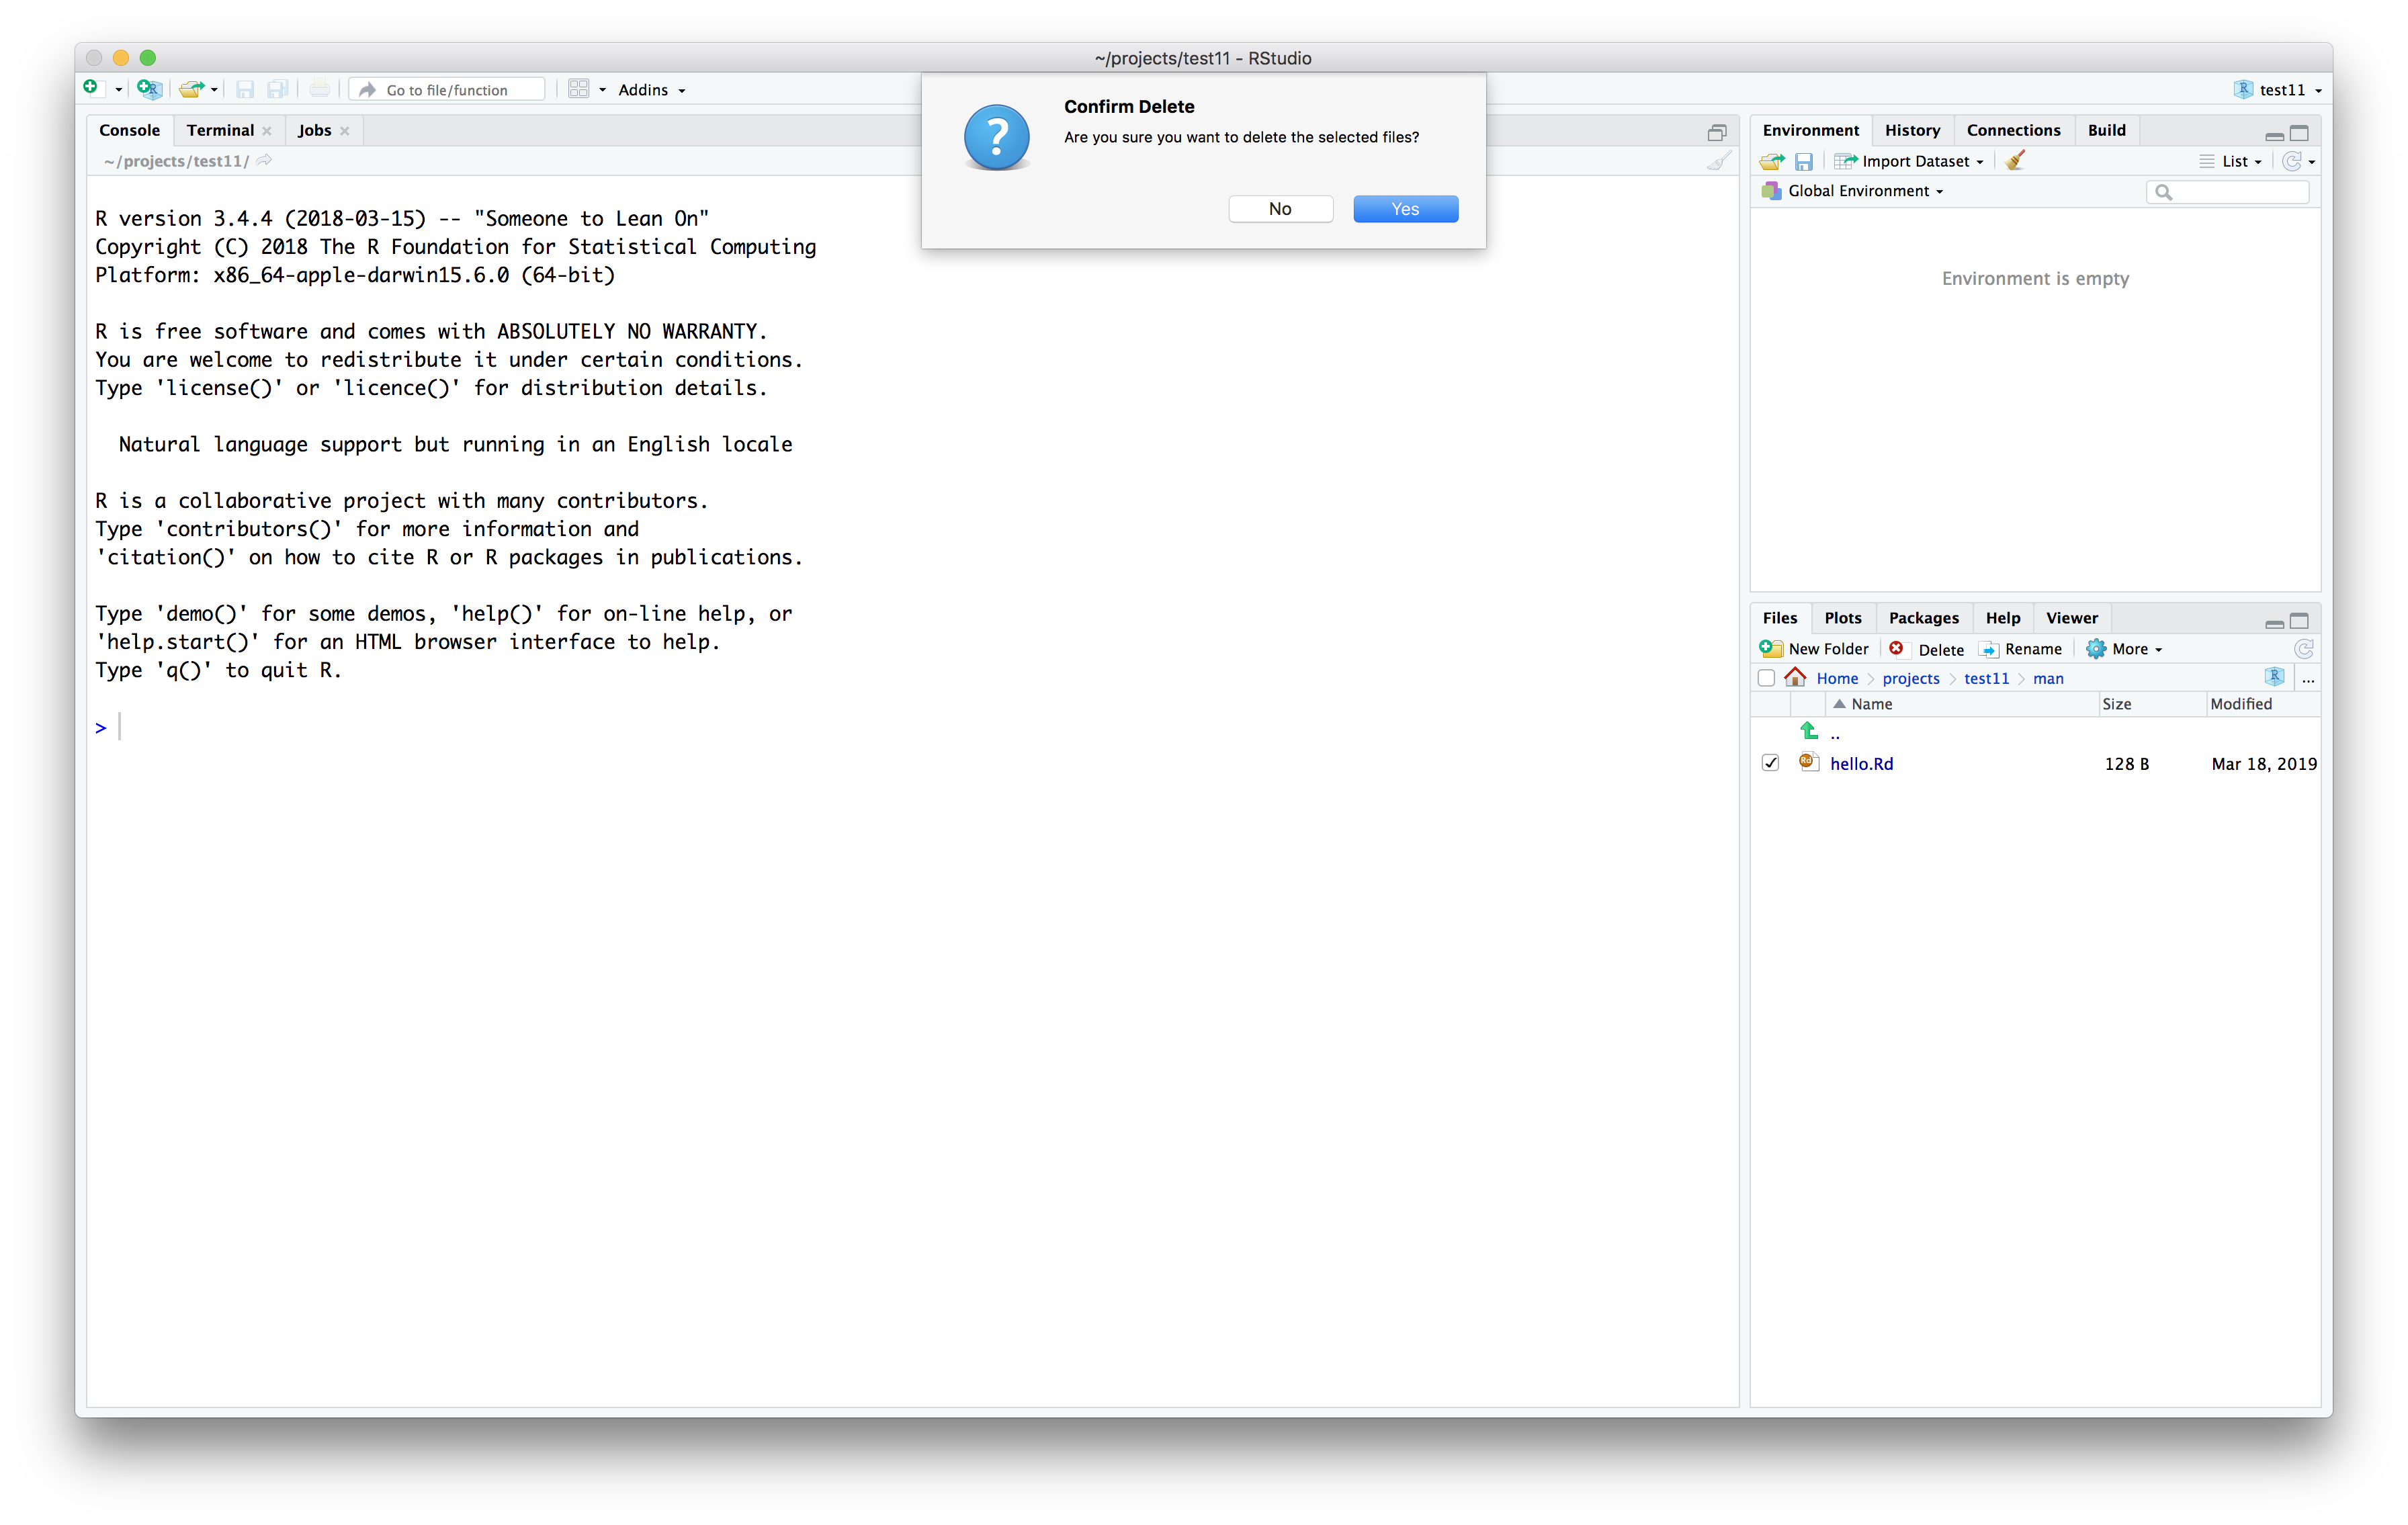 ~/projects/test11 - RStudio
Go to file/function
Addins
test11
Confirm Delete
Are you sure you want to delete the selected files?
No
Yes
Console
Terminal
Jobs
~/projects/test11/
R version 3.4.4 (2018-03-15) -- "Someone to Lean On"
Copyright (C) 2018 The R Foundation for Statistical Computing
Platform: x86_64-apple-darwin15.6.0 (64-bit)
R is free software and comes with ABSOLUTELY NO WARRANTY.
You are welcome to redistribute it under certain conditions.
Type 'license()' or 'licence()' for distribution details.
Natural language support but running in an English locale
R is a collaborative project with many contributors.
Type 'contributors()' for more information and
'citation()' on how to cite R or R packages in publications.
Type 'demo()' for some demos, 'help()' for on-line help, or
'help.start()' for an HTML browser interface to help.
Type 'q()' to quit R.
>
Environment
History
Connections
Build
Import Dataset
List
Global Environment
Environment is empty
Files
Plots
Packages
Help
Viewer
New Folder
Delete
Rename
More
Home
projects
test11
man
...
Name
Size
Modified
..
hello.Rd
128 B
Mar 18, 2019